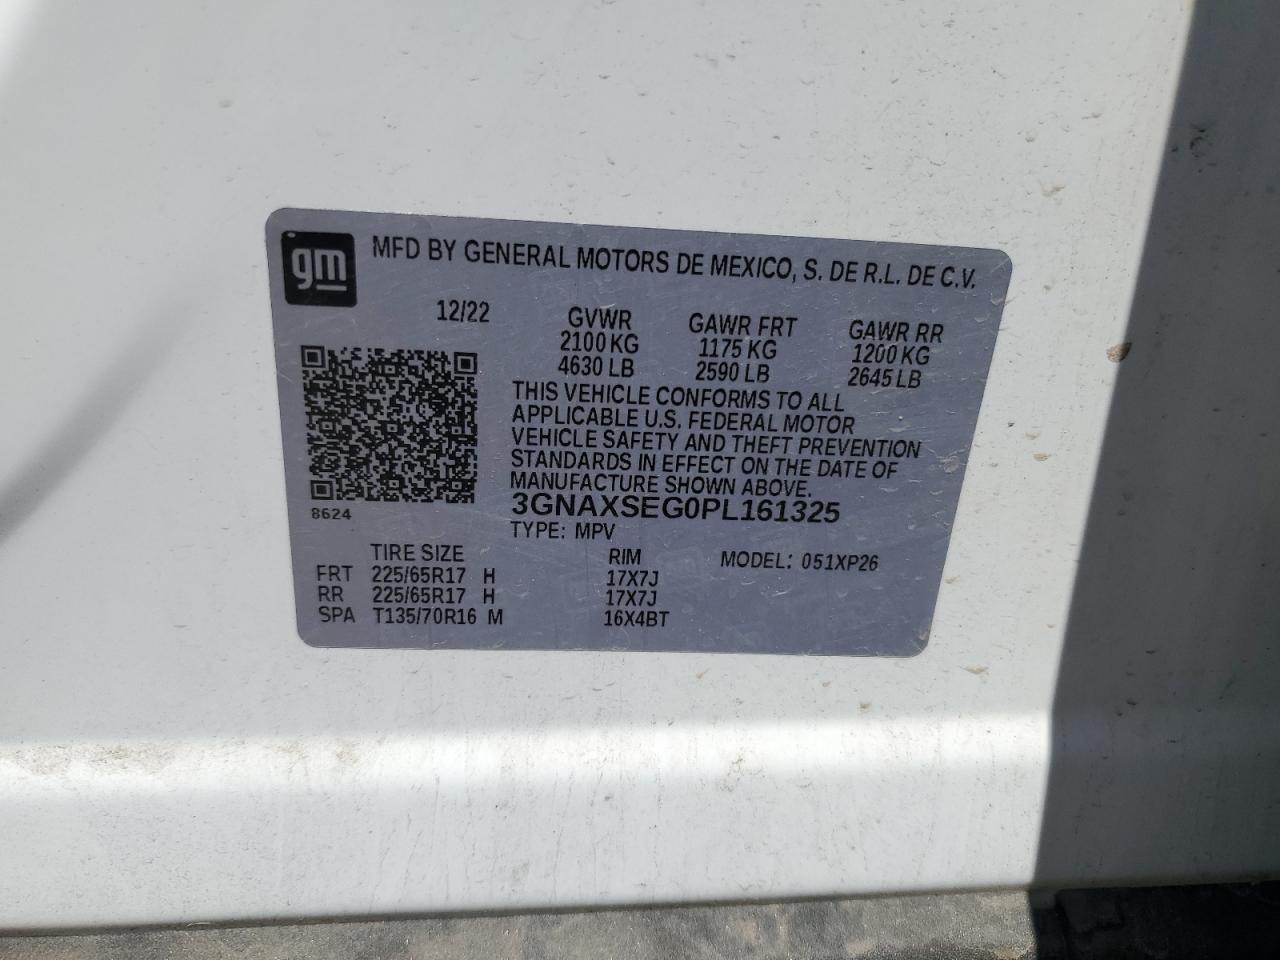 gm
MFD BY GENERAL MOTORS DE MEXICO, S. DE R.L. DE C.V.
12/22 GVWR GAWR FRT GAWR RR
2100 KG 1175 KG 1200 KG
4630 LB 2590 LB 2645 LB
THIS VEHICLE CONFORMS TO ALL
APPLICABLE U.S. FEDERAL MOTOR
VEHICLE SAFETY AND THEFT PREVENTION
STANDARDS IN EFFECT ON THE DATE OF
MANUFACTURE SHOWN ABOVE.
8624
3GNAXSEG0PL161325
TYPE: MPV
TIRE SIZE RIM MODEL: 051XP26
FRT 225/65R17 H 17X7J
RR 225/65R17 H 17X7J
SPA T135/70R16 M 16X4BT